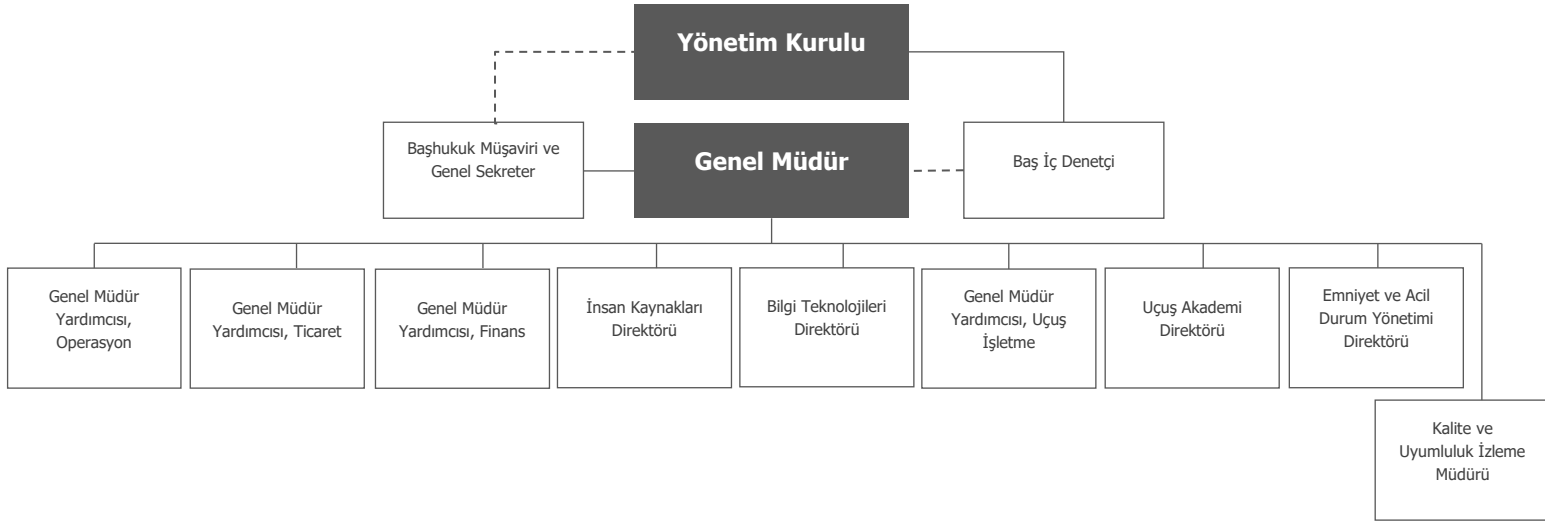 Yönetim Kurulu
Başhukuk Müşaviri ve
Genel Sekreter
Genel Müdür
Baş İç Denetçi
Genel Müdür
Yardımcısı,
Operasyon
Genel Müdür
Yardımcısı, Ticaret
Genel Müdür
Yardımcısı, Finans
İnsan Kaynakları
Direktörü
Bilgi Teknolojileri
Direktörü
Genel Müdür
Yardımcısı, Uçuş
İşletme
Uçuş Akademi
Direktörü
Emniyet ve Acil
Durum Yönetimi
Direktörü
Kalite ve
Uyumluluk İzleme
Müdürü